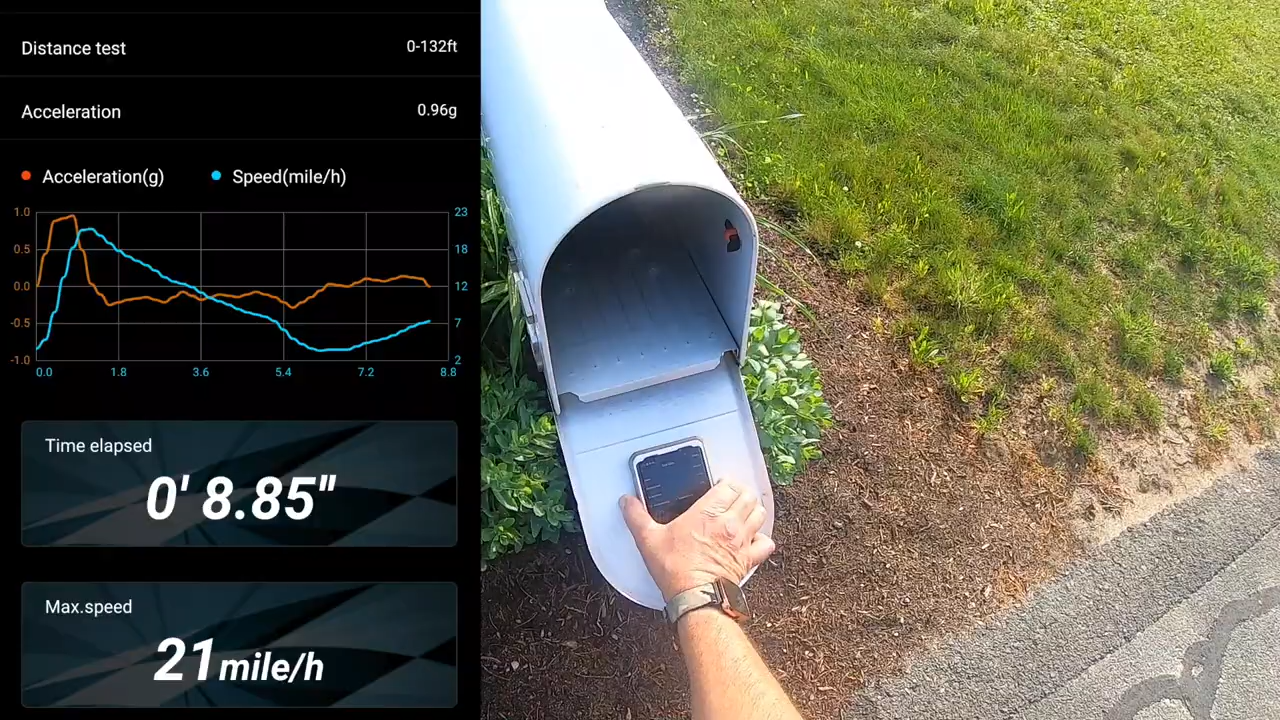 Distance test 0-132ft
Acceleration 0.96g
Acceleration(g) Speed(mile/h)
1.0 23
0.5 18
0.0 12
-0.5 7
-1.0 2
0.0 1.8 3.6 5.4 7.2 8.8
Time elapsed
0' 8.85"
Max.speed
21mile/h